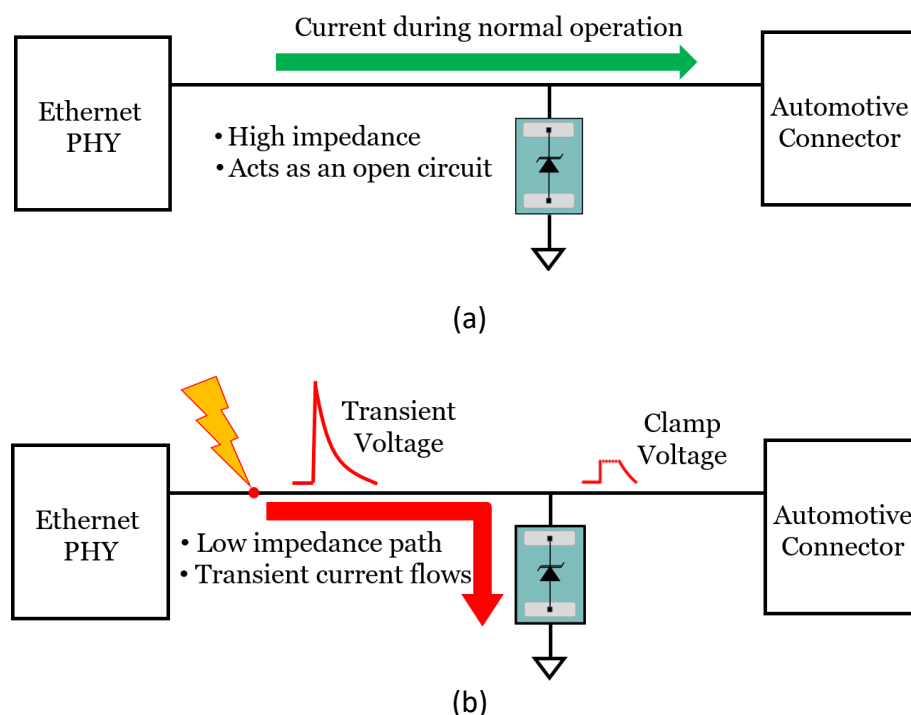 Current during normal operation
Ethernet
PHY
• High impedance
• Acts as an open circuit
Automotive
Connector
(a)
Transient
Voltage
Clamp
Voltage
Ethernet
PHY
• Low impedance path
• Transient current flows
Automotive
Connector
(b)